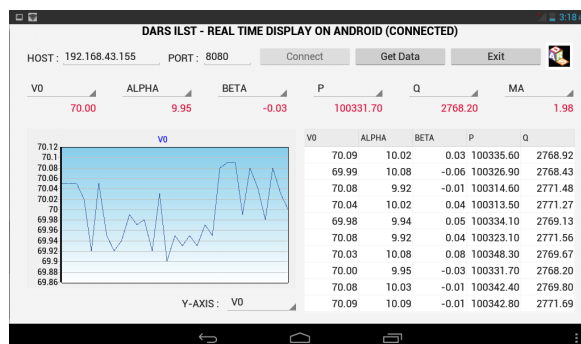 3:18
DARS ILST - REAL TIME DISPLAY ON ANDROID (CONNECTED)
HOST : 192.168.43.155 PORT : 8080 Connect Get Data Exit
V0 ALPHA BETA P Q MA
70.00 9.95 -0.03 100331.70 2768.20 1.98
V0
70.12
70.1
70.08
70.06
70.04
70.02
70
69.98
69.96
69.94
69.92
69.9
69.88
69.86
Y-AXIS : V0
V0 ALPHA BETA P Q
70.09 10.02 0.03 100335.60 2768.92
69.99 10.08 -0.06 100326.90 2768.43
70.08 9.92 -0.01 100314.60 2771.48
70.04 10.02 0.04 100313.50 2771.27
69.98 9.94 0.05 100334.10 2769.13
70.08 9.92 0.04 100323.10 2771.56
70.03 10.08 0.08 100348.30 2769.67
70.00 9.95 -0.03 100331.70 2768.20
70.08 10.03 -0.01 100342.40 2769.80
70.09 10.09 -0.01 100342.80 2771.69